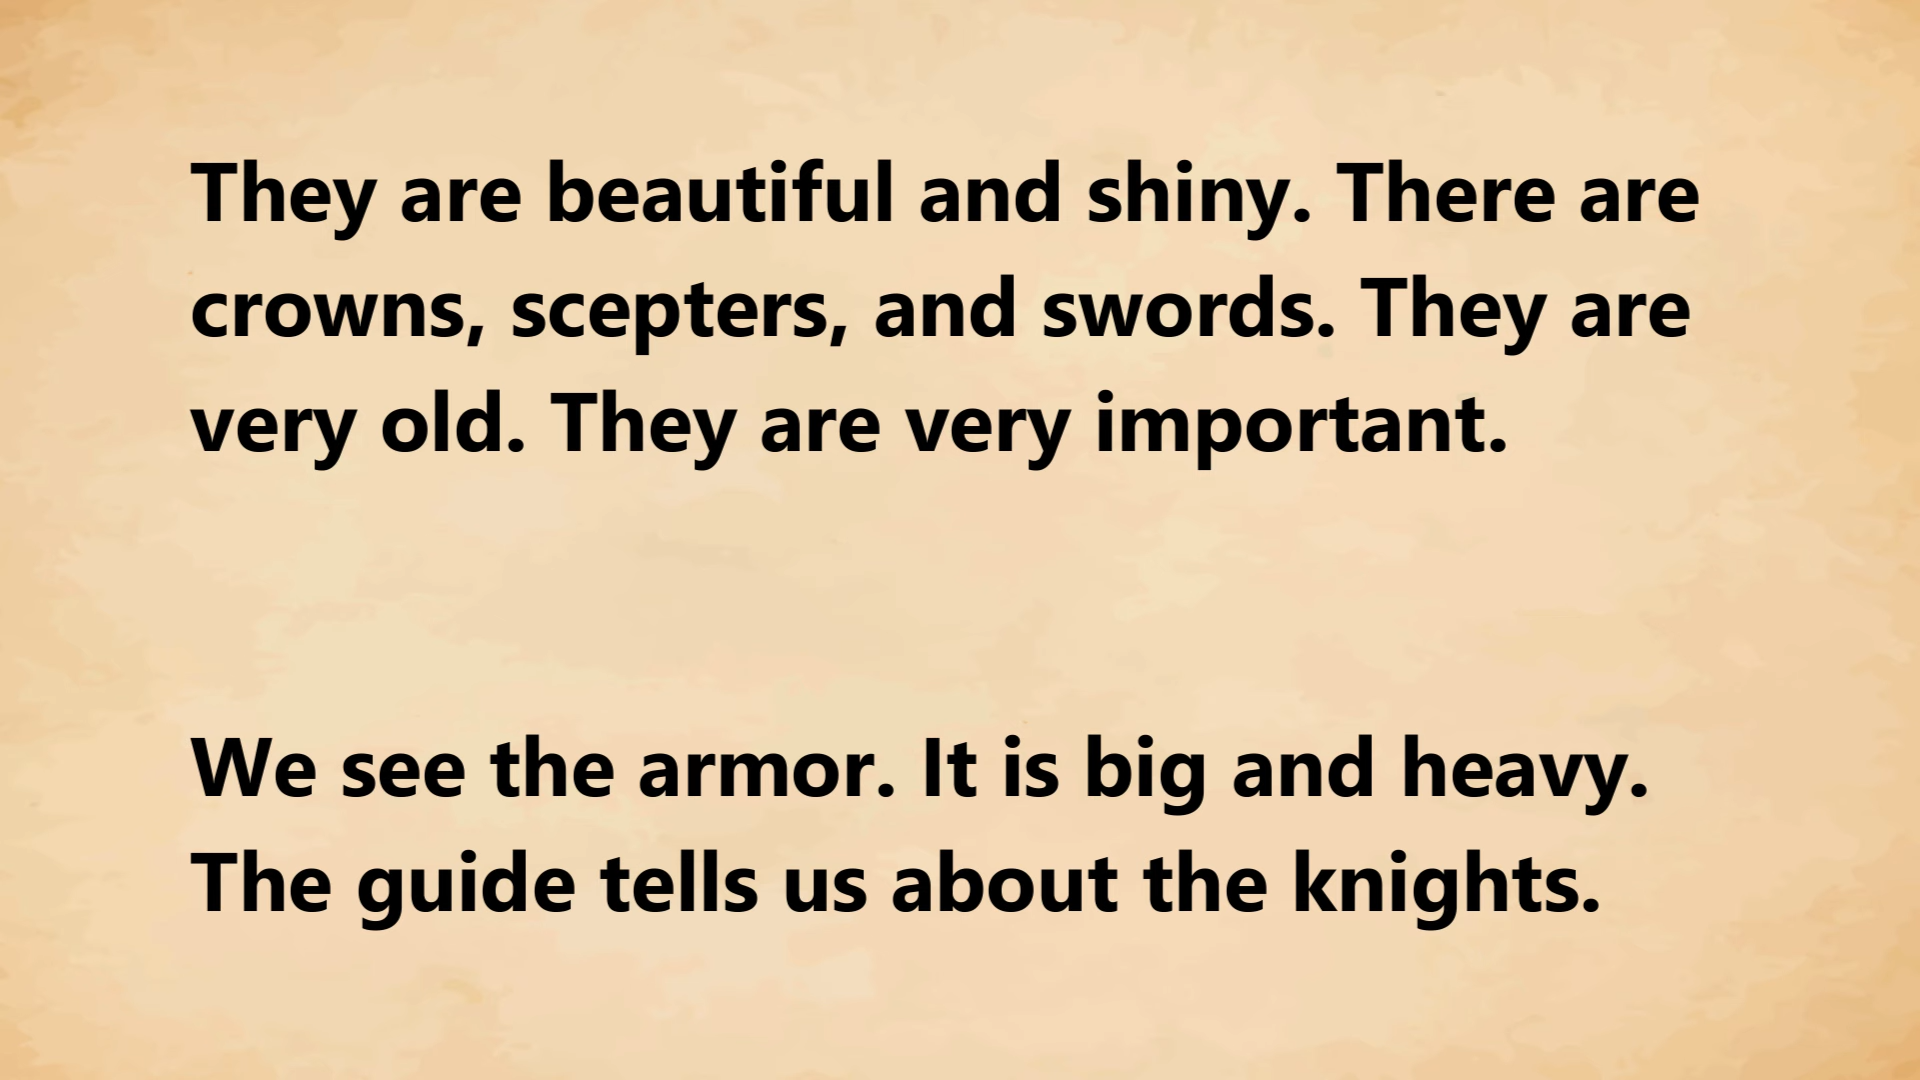 They are beautiful and shiny. There are
crowns, scepters, and swords. They are
very old. They are very important.
We see the armor. It is big and heavy.
The guide tells us about the knights.